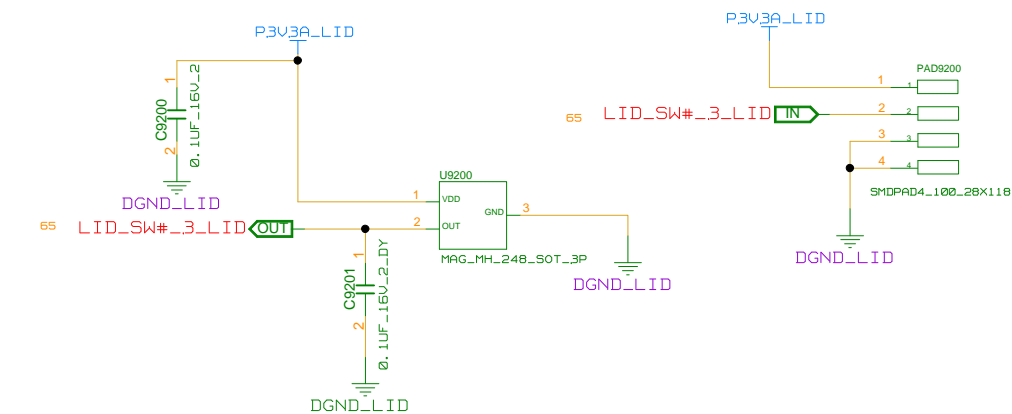 P3V3A_LID
1
C9200
0.1UF_16V_2
2
DGND_LID
65
LID_SW#_3_LID
OUT
1
2
U9200
VDD
GND
OUT
3
MAG_MH_248_SOT_3P
DGND_LID
1
C9201
0.1UF_16V_2_DY
2
DGND_LID
P3V3A_LID
PAD9200
1
1
65
LID_SW#_3_LID
IN
2
2
3
3
4
4
SMDPAD4_100_28X118
DGND_LID